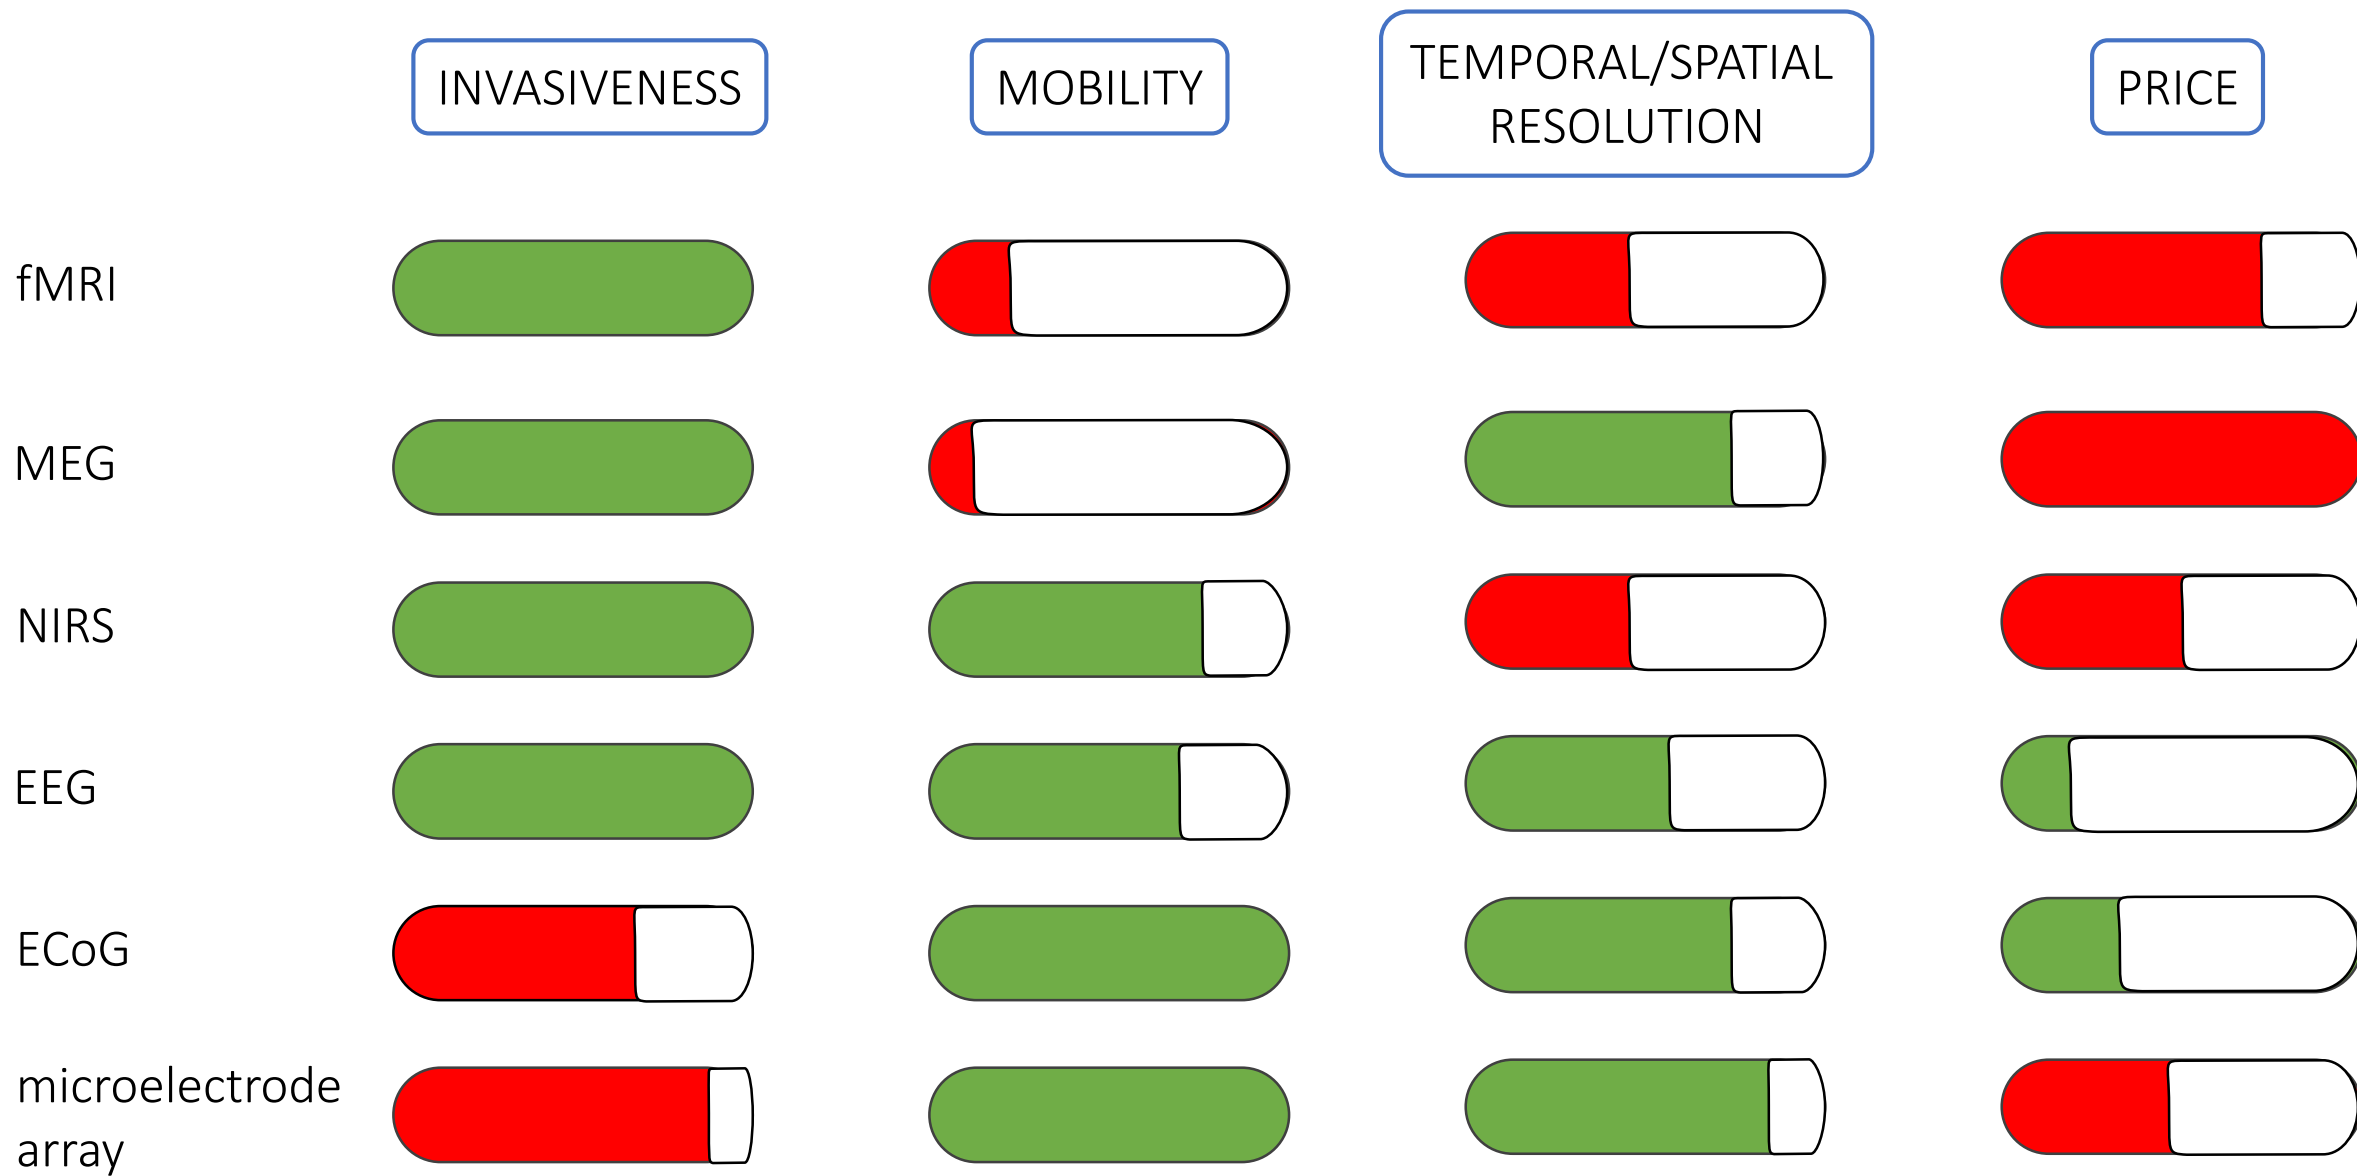 INVASIVENESS
MOBILITY
TEMPORAL/SPATIAL
RESOLUTION
PRICE
fMRI
MEG
NIRS
EEG
ECoG
microelectrode
array